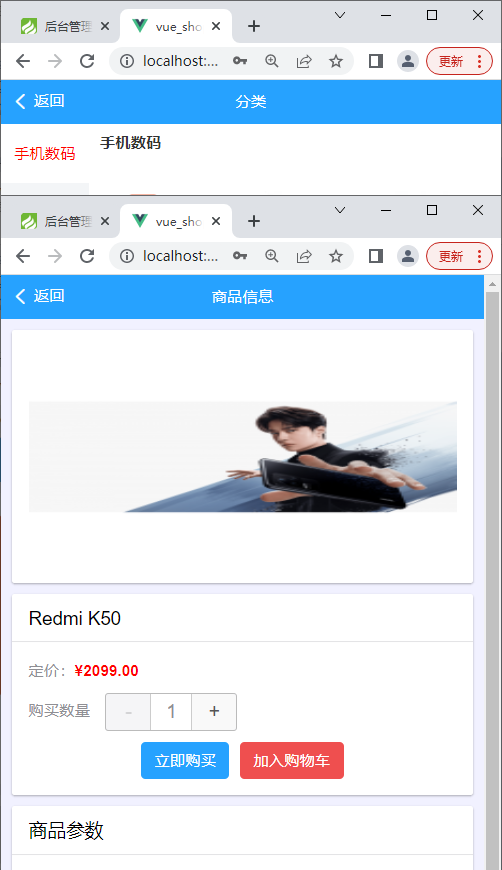 后台管理
vue_sho
localhost:...
更新
返回
分类
手机数码
手机数码
后台管理
vue_sho
localhost:...
更新
返回
商品信息
Redmi K50
定价：¥2099.00
购买数量 - 1 +
立即购买
加入购物车
商品参数